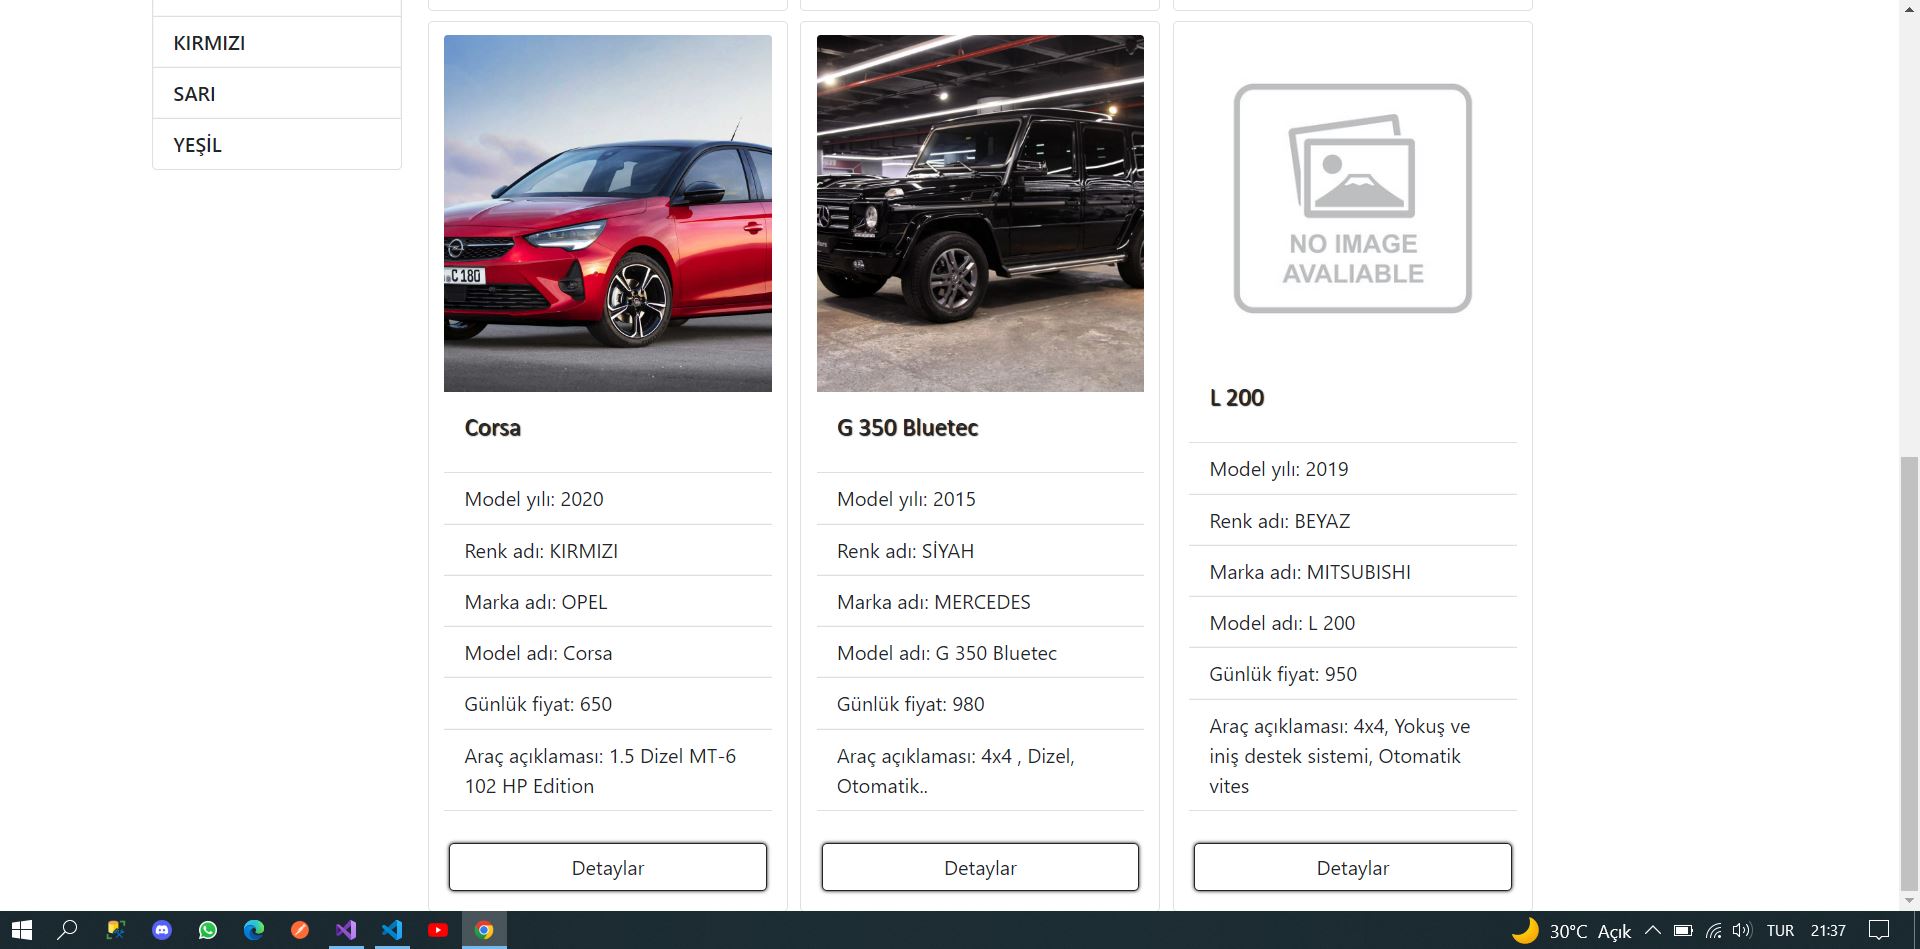 KIRMIZI
SARI
YEŞİL
C 180
Corsa
Model yılı: 2020
Renk adı: KIRMIZI
Marka adı: OPEL
Model adı: Corsa
Günlük fiyat: 650
Araç açıklaması: 1.5 Dizel MT-6
102 HP Edition
Detaylar
G 350 Bluetec
Model yılı: 2015
Renk adı: SİYAH
Marka adı: MERCEDES
Model adı: G 350 Bluetec
Günlük fiyat: 980
Araç açıklaması: 4x4 , Dizel,
Otomatik..
Detaylar
NO IMAGE
AVALIABLE
L 200
Model yılı: 2019
Renk adı: BEYAZ
Marka adı: MITSUBISHI
Model adı: L 200
Günlük fiyat: 950
Araç açıklaması: 4x4, Yokuş ve
iniş destek sistemi, Otomatik
vites
Detaylar
30°C Açık TUR 21:37